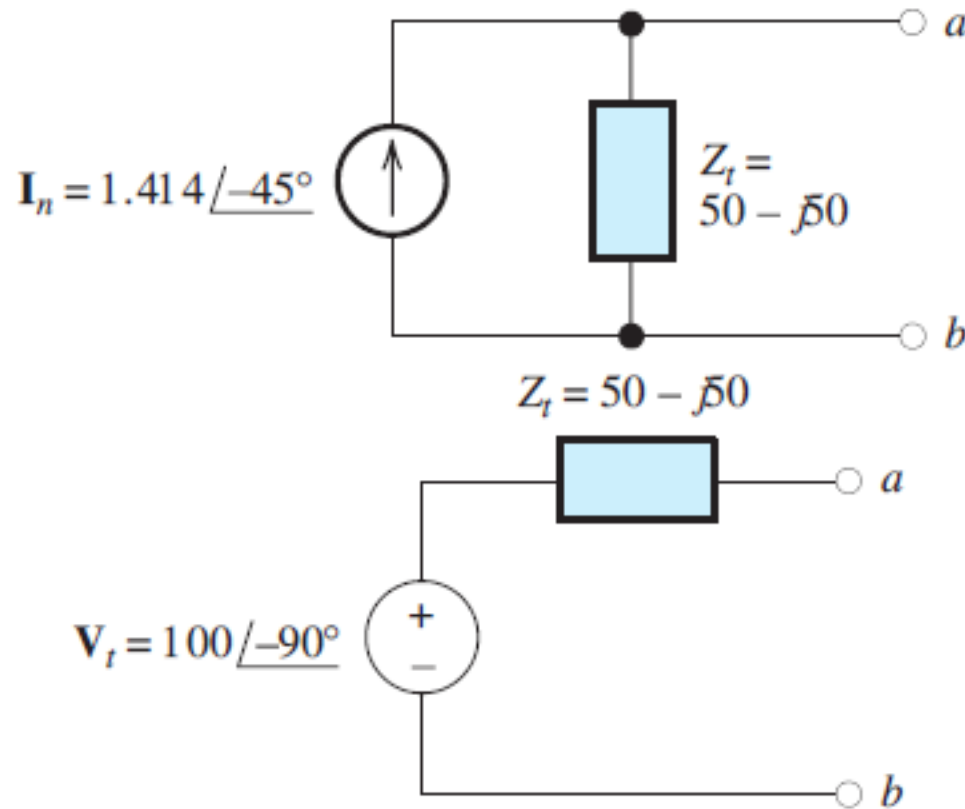 a
Iₙ = 1.414 /–45°
Zₜ =
50 – j50
b
Zₜ = 50 – j50
a
+
Vₜ = 100 /–90°
–
b